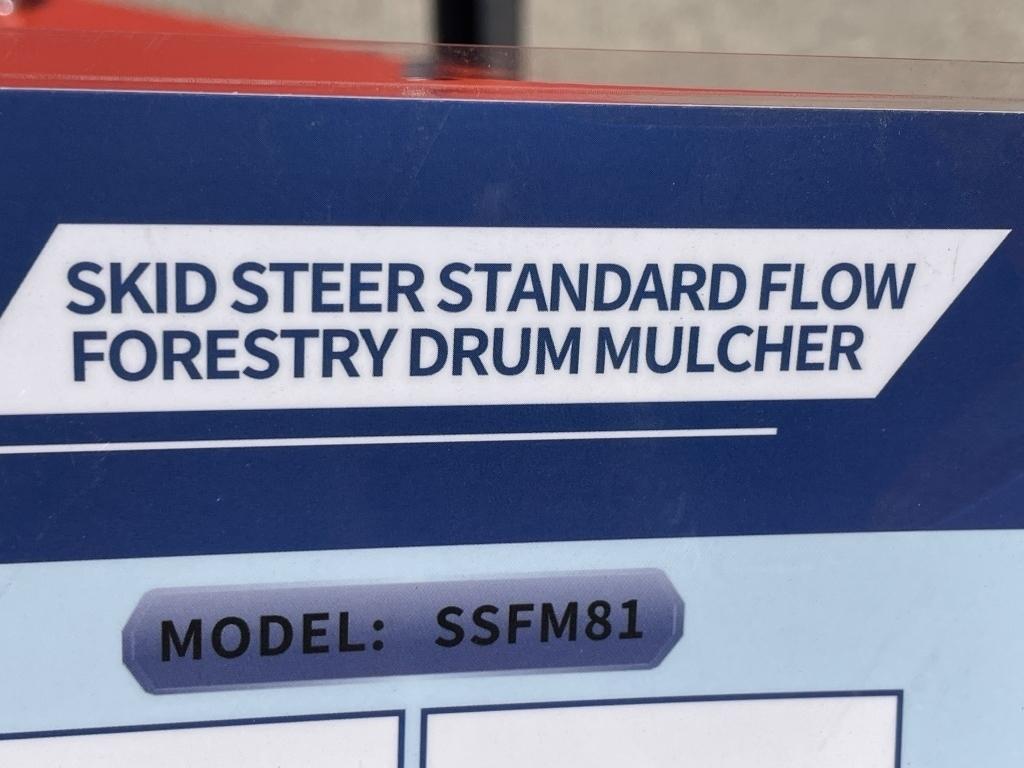 SKID STEER STANDARD FLOW
FORESTRY DRUM MULCHER
MODEL: SSFM81